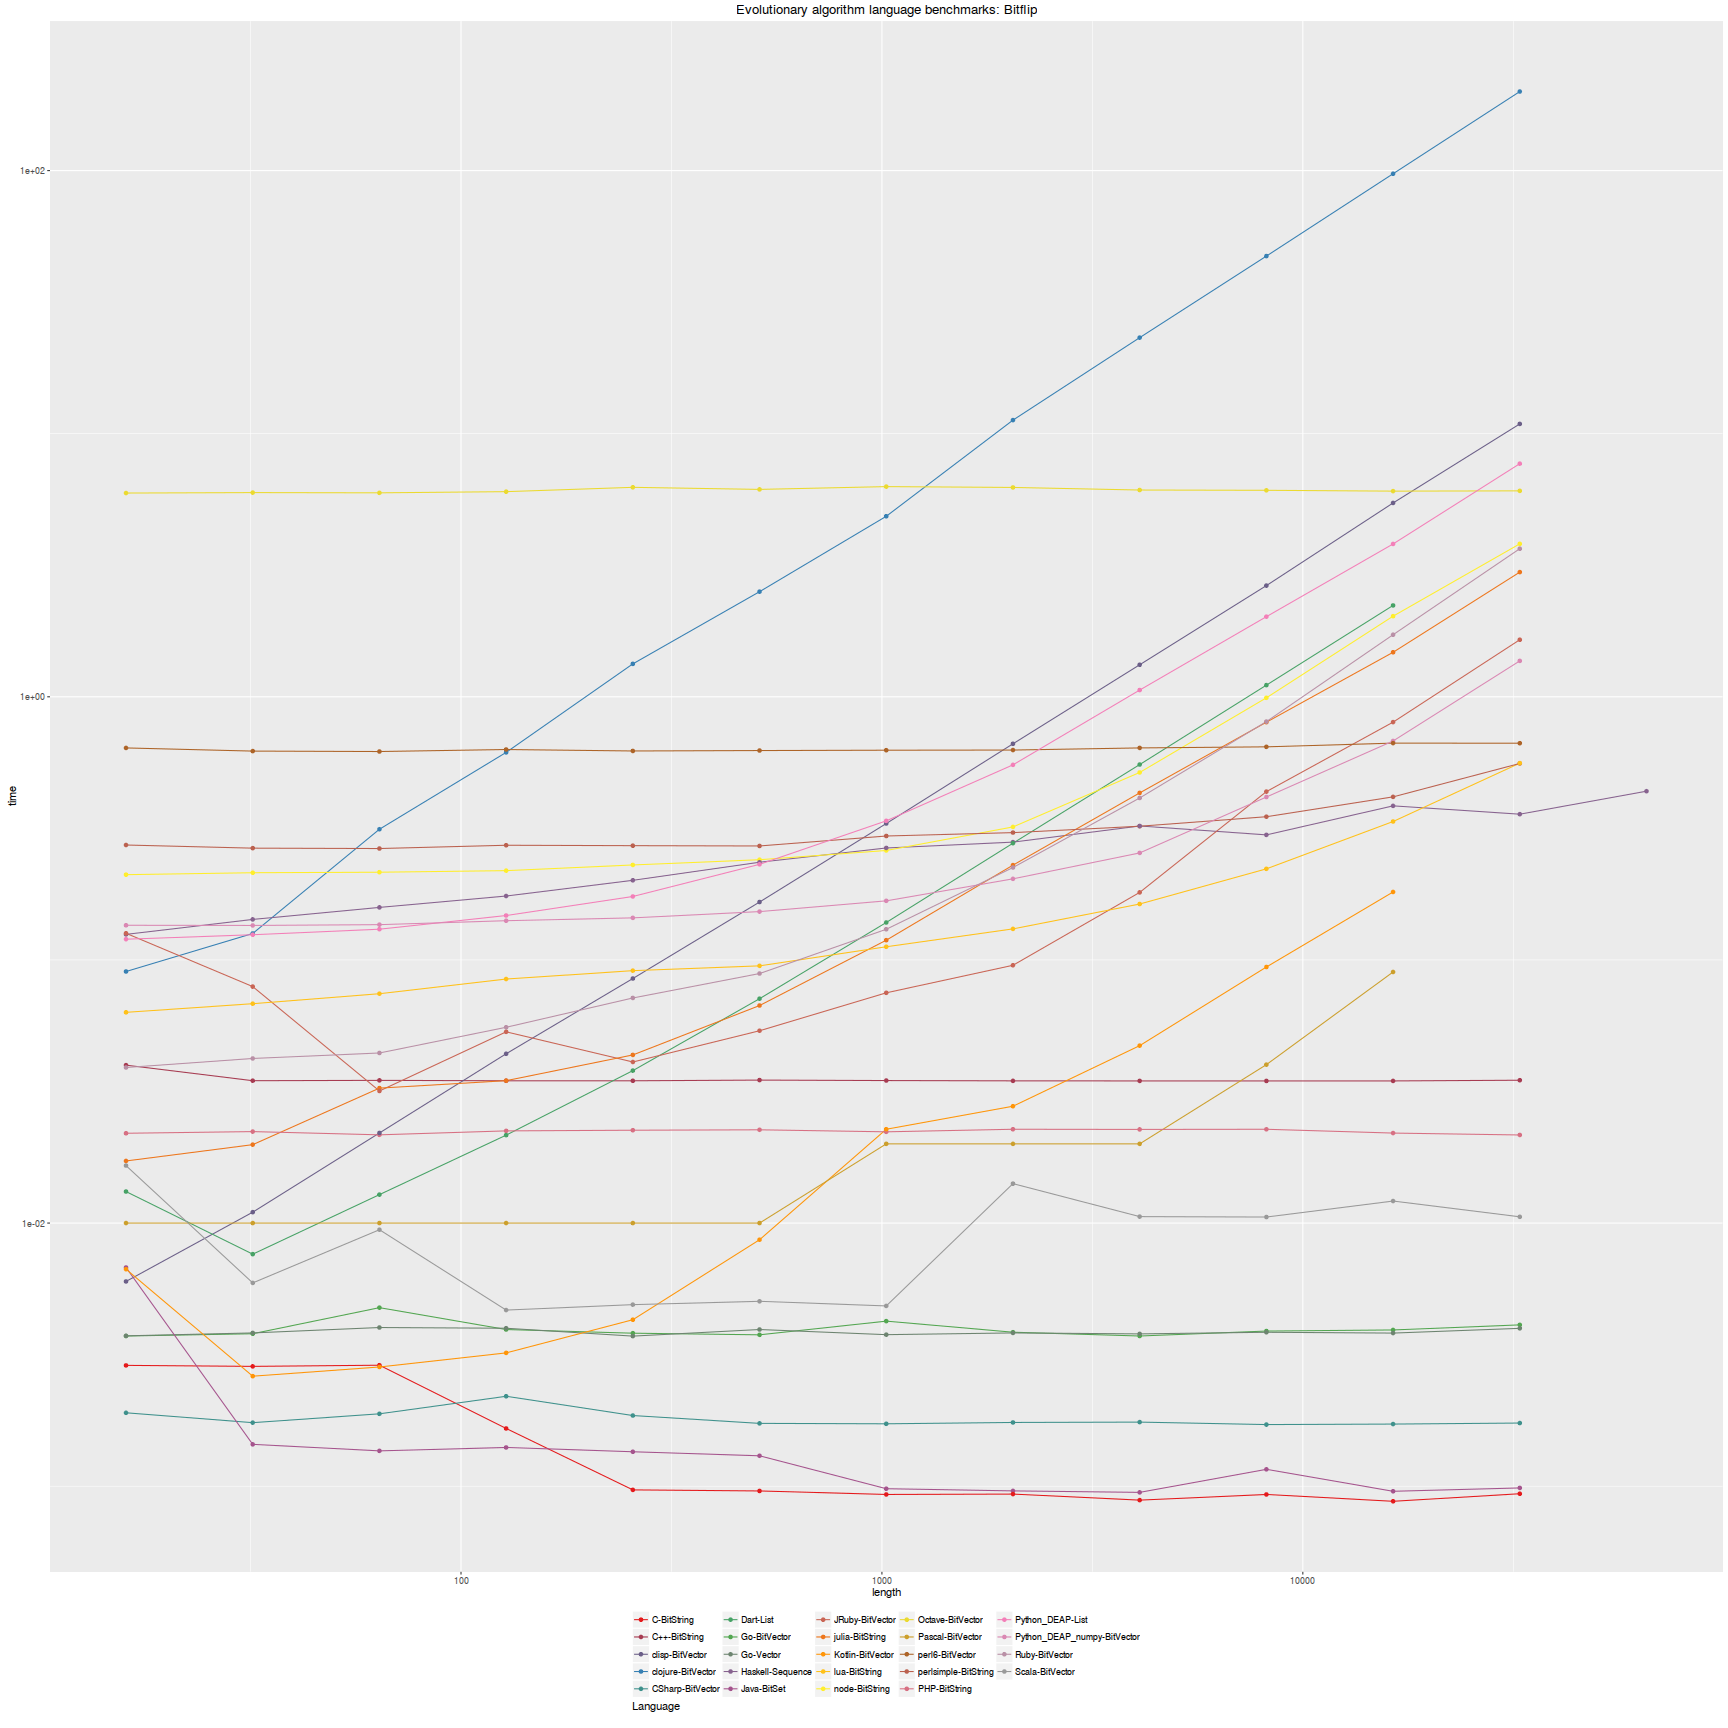 Evolutionary algorithm language benchmarks: Bitflip
1e+02
1e+00
1e-02
time
100 1000 10000
length
C-BitString Dart-List JRuby-BitVector Octave-BitVector Python_DEAP-List
C++-BitString Go-BitVector julia-BitString Pascal-BitVector Python_DEAP_numpy-BitVector
clisp-BitVector Go-Vector Kotlin-BitVector perl6-BitVector Ruby-BitVector
clojure-BitVector Haskell-Sequence lua-BitString perlsimple-BitString Scala-BitVector
CSharp-BitVector Java-BitSet node-BitString PHP-BitString
Language